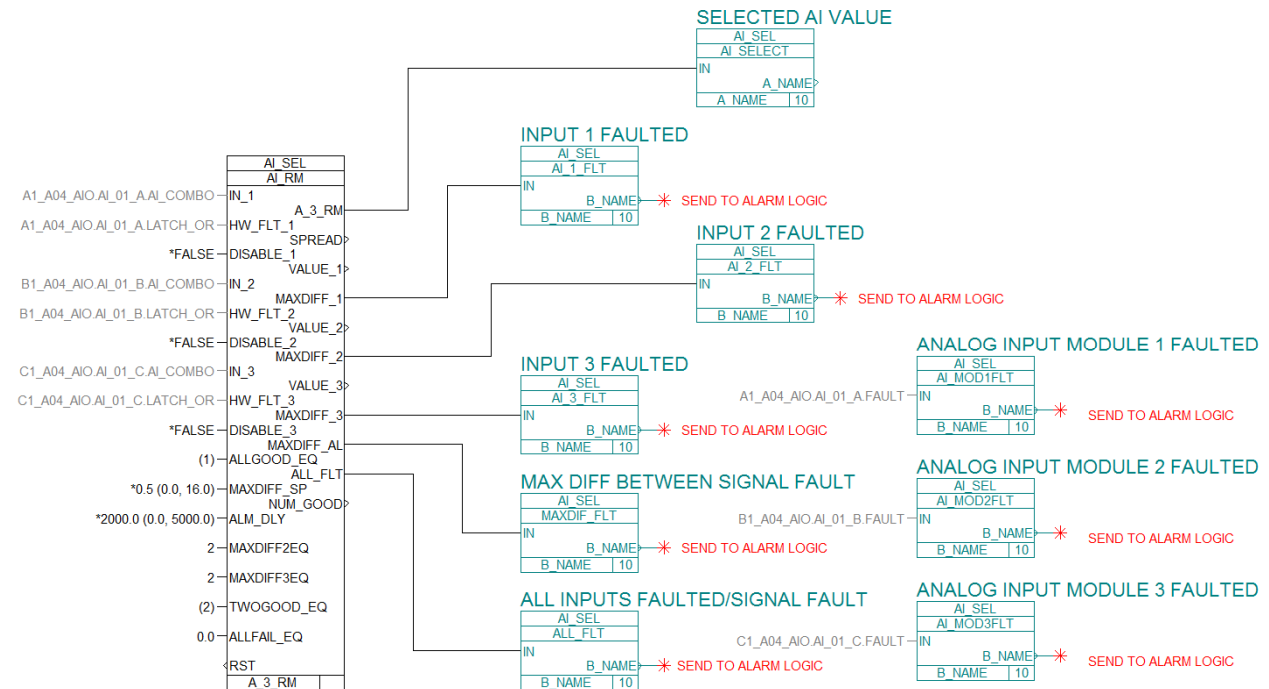 SELECTED AI VALUE
AI_SEL
AI_SELECT
IN
A_NAME
A_NAME 10
INPUT 1 FAULTED
AI_SEL
AI_1_FLT
IN
B_NAME SEND TO ALARM LOGIC
B_NAME 10
INPUT 2 FAULTED
AI_SEL
AI_2_FLT
IN
B_NAME SEND TO ALARM LOGIC
B_NAME 10
AI_SEL
AI_RM
A1_A04_AIO.AI_01_A.AI_COMBO IN_1
A_3_RM
A1_A04_AIO.AI_01_A.LATCH_OR HW_FLT_1
SPREAD
*FALSE DISABLE_1
VALUE_1
B1_A04_AIO.AI_01_B.AI_COMBO IN_2
MAXDIFF_1
B1_A04_AIO.AI_01_B.LATCH_OR HW_FLT_2
VALUE_2
*FALSE DISABLE_2
MAXDIFF_2
C1_A04_AIO.AI_01_C.AI_COMBO IN_3
VALUE_3
C1_A04_AIO.AI_01_C.LATCH_OR HW_FLT_3
MAXDIFF_3
*FALSE DISABLE_3
MAXDIFF_AL
(1) ALLGOOD_EQ
ALL_FLT
*0.5 (0.0, 16.0) MAXDIFF_SP
NUM_GOOD
*2000.0 (0.0, 5000.0) ALM_DLY
2 MAXDIFF2EQ
2 MAXDIFF3EQ
(2) TWOGOOD_EQ
0.0 ALLFAIL_EQ
RST
A_3_RM
INPUT 3 FAULTED
AI_SEL
AI_3_FLT
IN
B_NAME SEND TO ALARM LOGIC
B_NAME 10
MAX DIFF BETWEEN SIGNAL FAULT
AI_SEL
MAXDIF_FLT
IN
B_NAME SEND TO ALARM LOGIC
B_NAME 10
ALL INPUTS FAULTED/SIGNAL FAULT
AI_SEL
ALL_FLT
IN
B_NAME SEND TO ALARM LOGIC
B_NAME 10
ANALOG INPUT MODULE 1 FAULTED
AI_SEL
AI_MOD1FLT
A1_A04_AIO.AI_01_A.FAULT IN
B_NAME SEND TO ALARM LOGIC
B_NAME 10
ANALOG INPUT MODULE 2 FAULTED
AI_SEL
AI_MOD2FLT
B1_A04_AIO.AI_01_B.FAULT IN
B_NAME SEND TO ALARM LOGIC
B_NAME 10
ANALOG INPUT MODULE 3 FAULTED
AI_SEL
AI_MOD3FLT
C1_A04_AIO.AI_01_C.FAULT IN
B_NAME SEND TO ALARM LOGIC
B_NAME 10